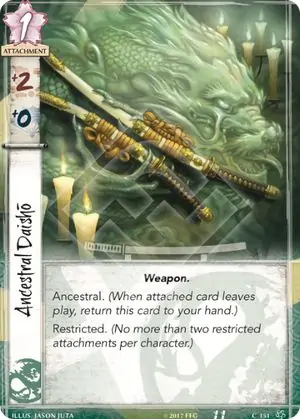 1
ATTACHMENT
+2
+0
Ancestral Daishō
Weapon.
Ancestral. (When attached card leaves
play, return this card to your hand.)
Restricted. (No more than two restricted
attachments per character.)
ILLUS. JASON JUTA
© 2017 FFG
C 151